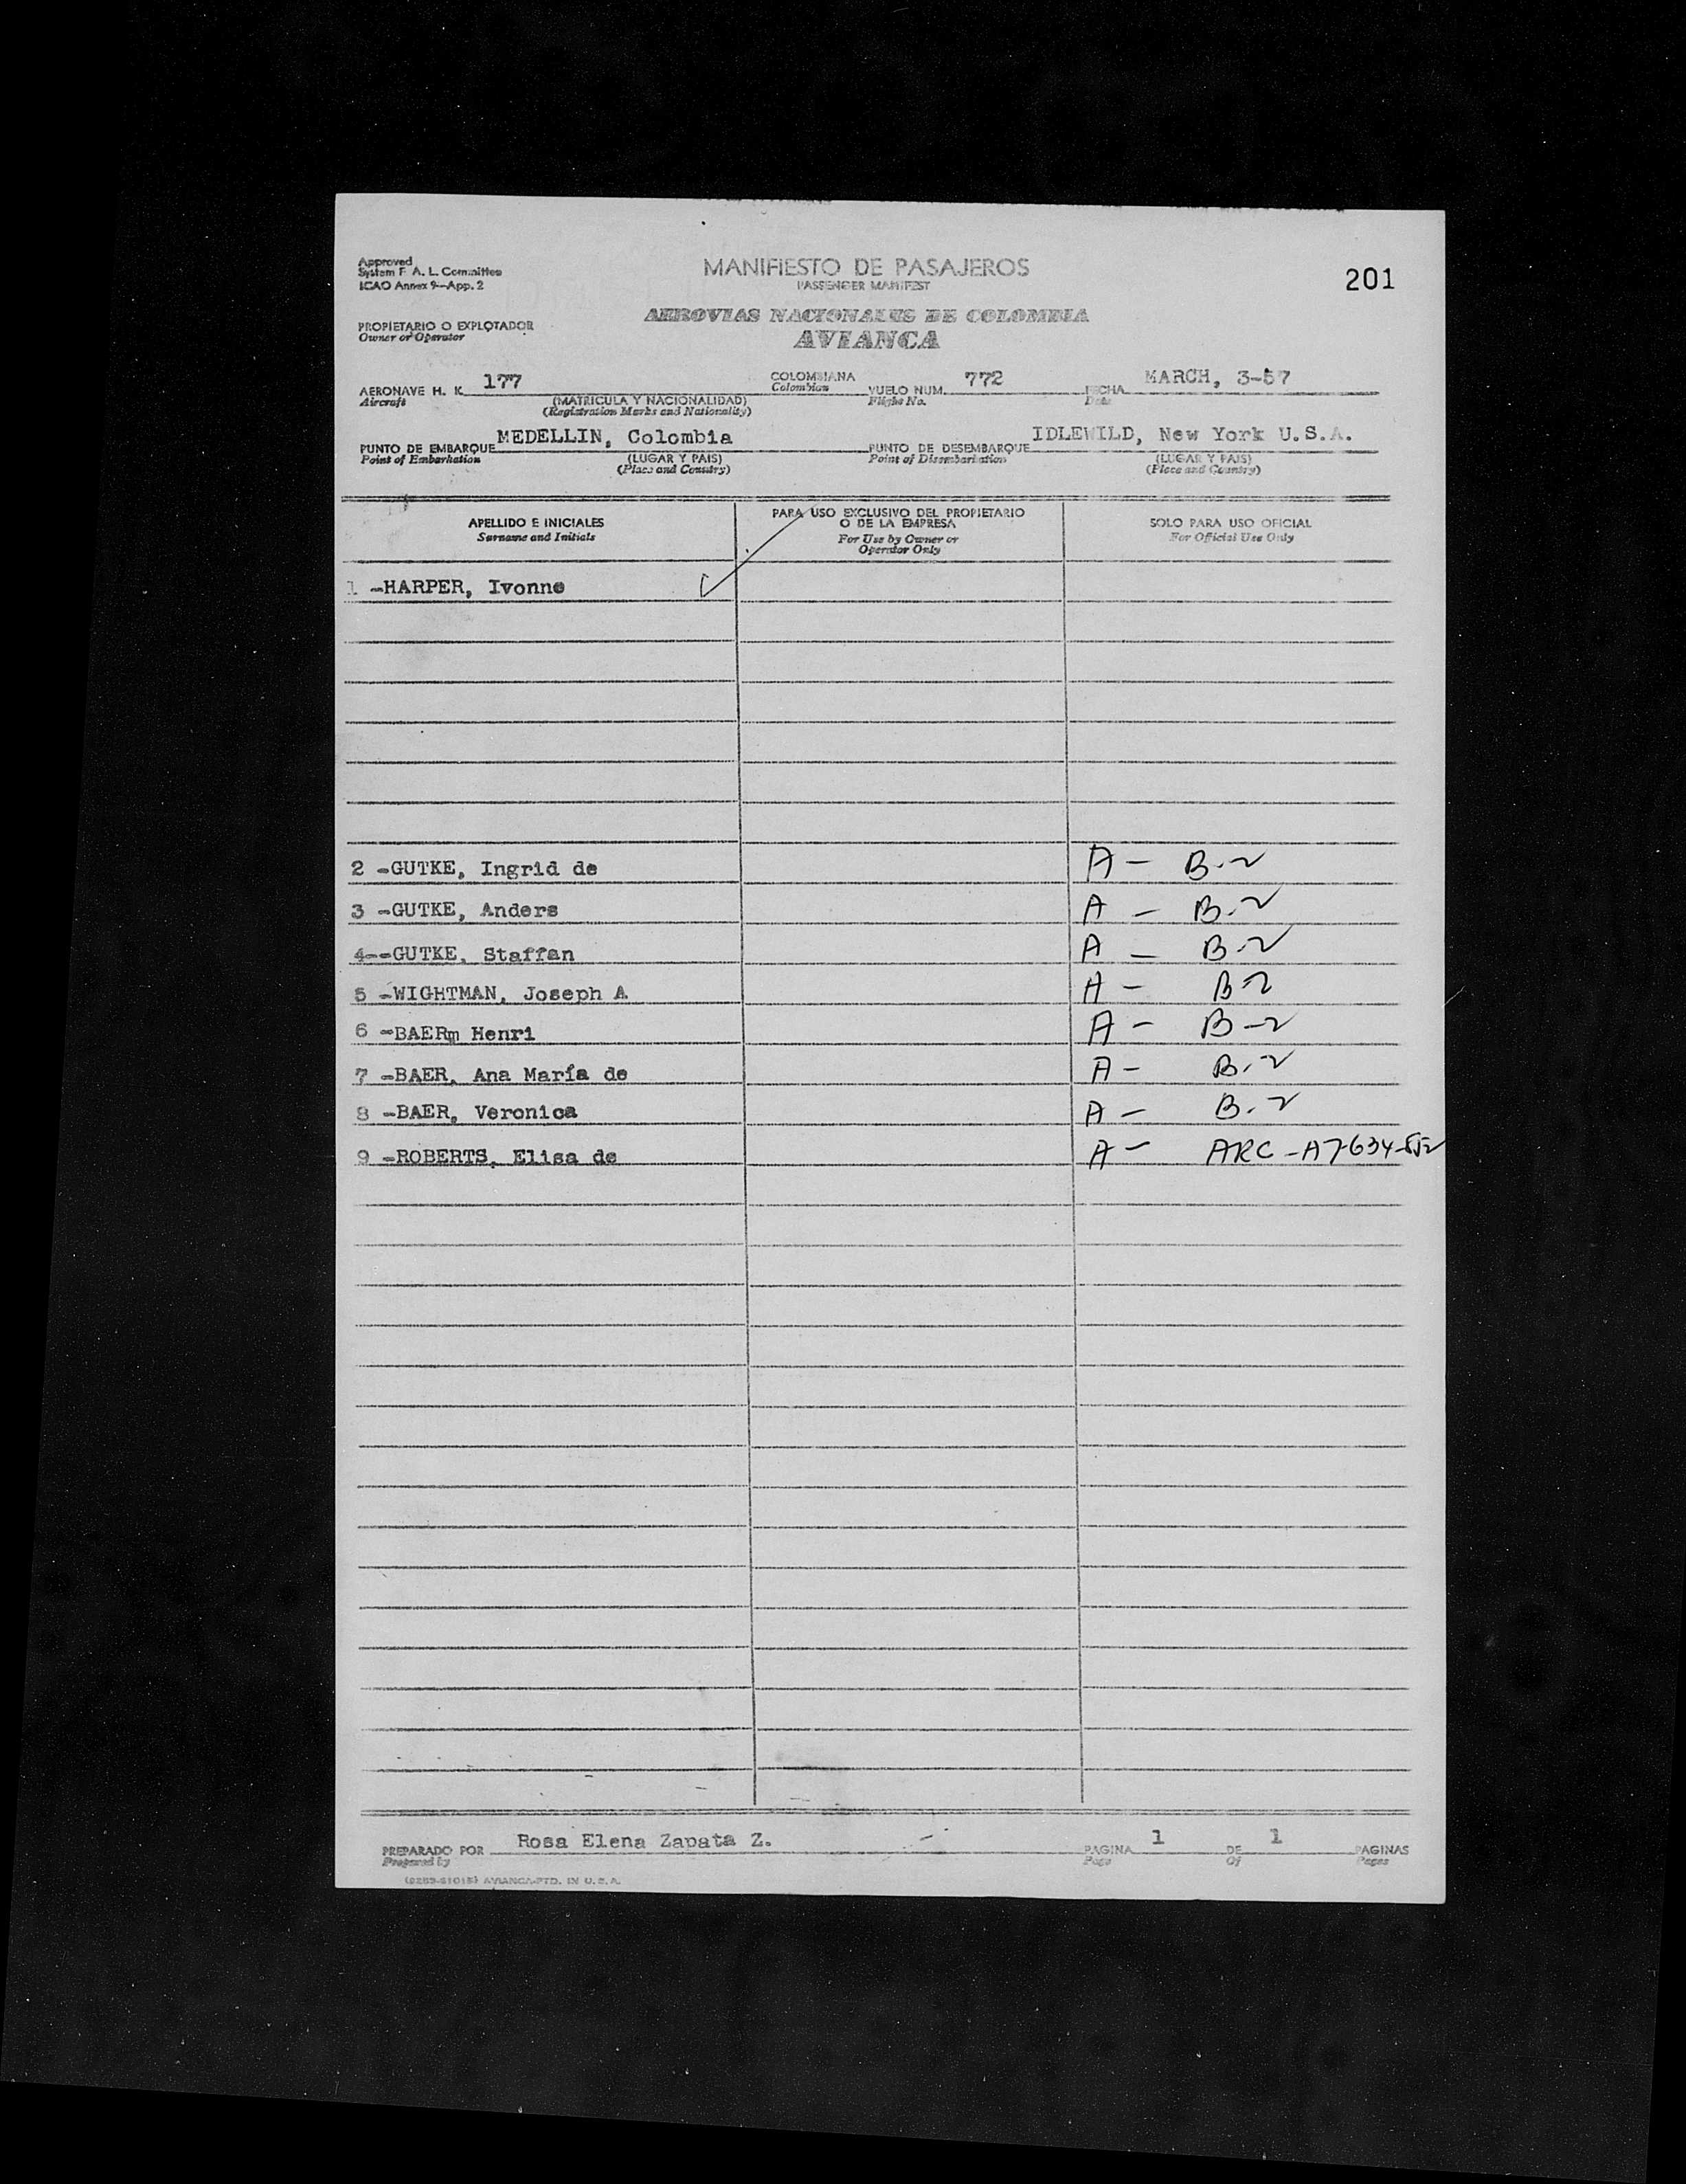 Approved
System F. A. L. Committee
ICAO Annex 9—App. 2
MANIFIESTO DE PASAJEROS
PASSENGER MANIFEST
201
AEROVIAS NACIONALES DE COLOMBIA
AVIANCA
PROPIETARIO O EXPLOTADOR
Owner or Operator
AERONAVE H. K. 177 COLOMBIANA VUELO NUM. 772 FECHA MARCH, 3-57
Aircraft (MATRICULA Y NACIONALIDAD) Colombian Flight No. Date
(Registration Marks and Nationality)
PUNTO DE EMBARQUE MEDELLIN, Colombia PUNTO DE DESEMBARQUE IDLEWILD, New York U.S.A.
Point of Embarkation (LUGAR Y PAIS) Point of Disembarkation (LUGAR Y PAIS)
(Place and Country) (Place and Country)
APELLIDO E INICIALES
Surname and Initials
PARA USO EXCLUSIVO DEL PROPIETARIO
O DE LA EMPRESA
For Use by Owner or
Operator Only
SOLO PARA USO OFICIAL
For Official Use Only
1 -HARPER, Ivonne
2 -GUTKE, Ingrid de A - B-2
3 -GUTKE, Anders A - B-2
4--GUTKE, Staffan A - B-2
5 -WIGHTMAN, Joseph A A - B-2
6 -BAERm Henri A - B-2
7 -BAER, Ana María de A - B-2
8 -BAER, Veronica A - B-2
9 -ROBERTS, Elisa de A - ARC-A7634552
PREPARADO POR Rosa Elena Zapata Z. PAGINA 1 DE 1 PAGINAS
Prepared by Page Of Pages
AVIANCA-PTD. IN U.S.A.